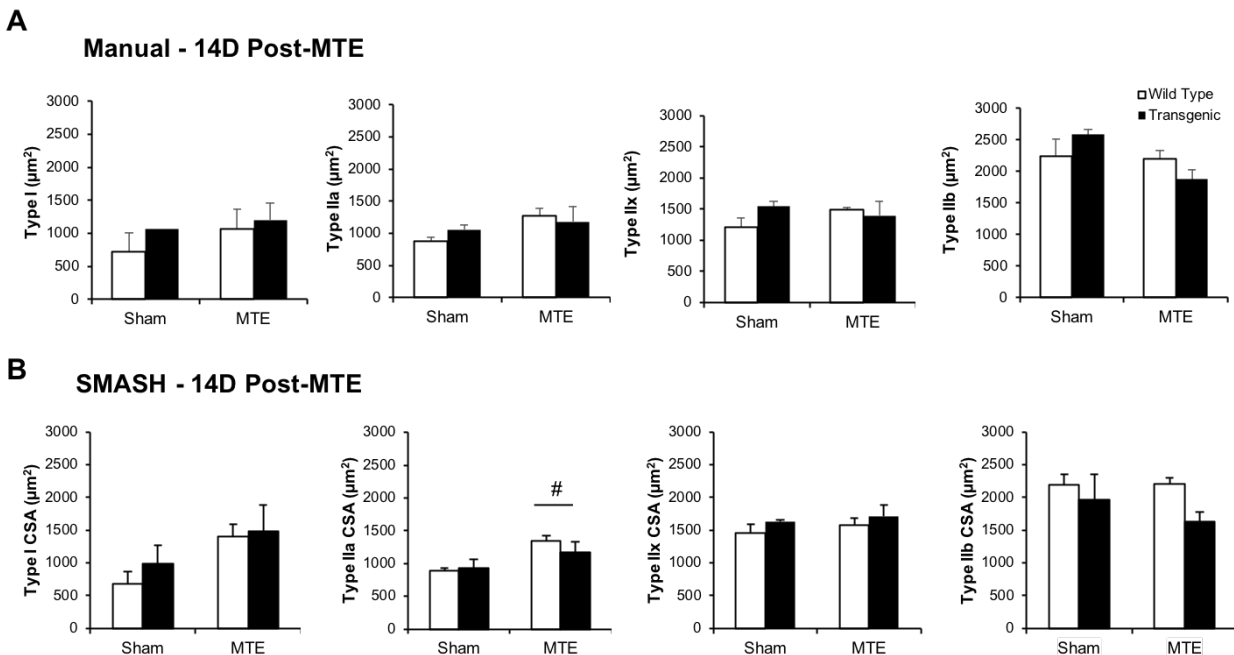 A
Manual - 14D Post-MTE
Type I (µm²)
3000
2500
2000
1500
1000
500
0
Sham MTE
Type IIa (µm²)
3000
2500
2000
1500
1000
500
0
Sham MTE
Type IIx (µm²)
3000
2500
2000
1500
1000
500
0
Sham MTE
Type IIb (µm²)
3000
2500
2000
1500
1000
500
0
Sham MTE
Wild Type
Transgenic
B
SMASH - 14D Post-MTE
Type I CSA (µm²)
3000
2500
2000
1500
1000
500
0
Sham MTE
Type IIa CSA (µm²)
3000
2500
2000
1500
1000
500
0
#
Sham MTE
Type IIx CSA (µm²)
3000
2500
2000
1500
1000
500
0
Sham MTE
Type IIb CSA (µm²)
3000
2500
2000
1500
1000
500
0
Sham MTE